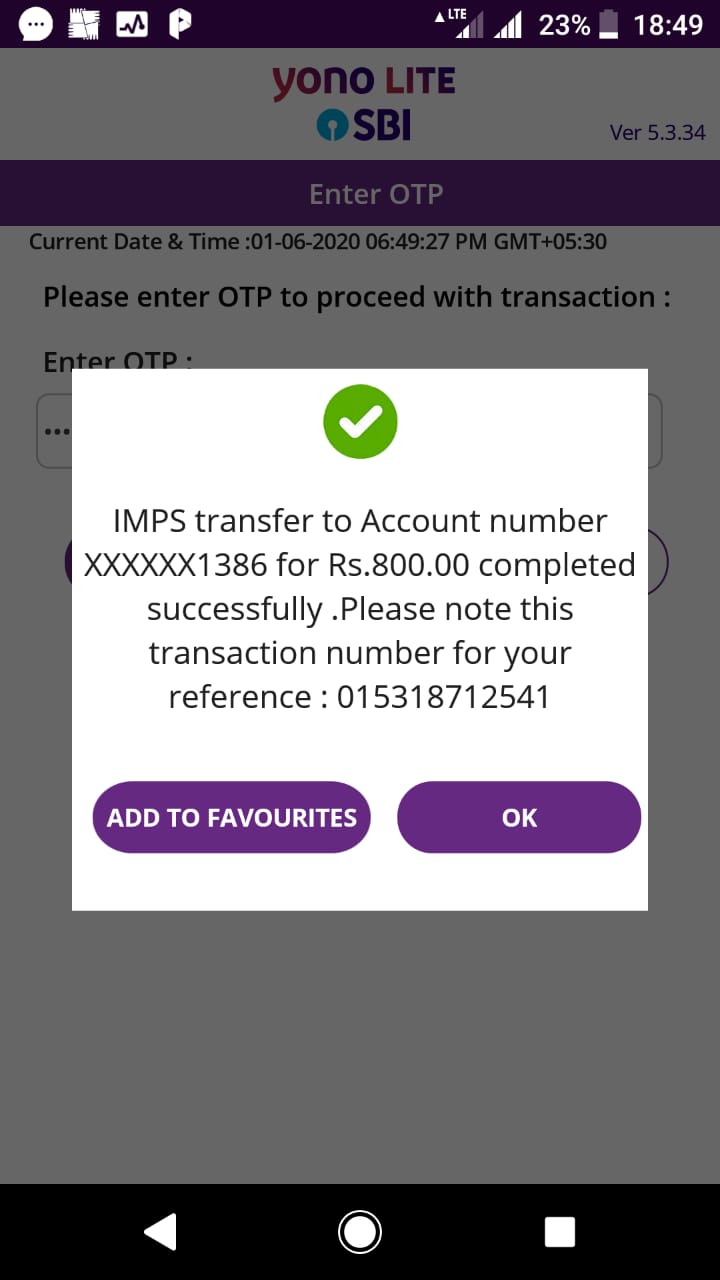 LTE 23% 18:49
yono LITE
SBI
Ver 5.3.34
Enter OTP
Current Date & Time :01-06-2020 06:49:27 PM GMT+05:30
Please enter OTP to proceed with transaction :
Enter OTP :
IMPS transfer to Account number
XXXXXX1386 for Rs.800.00 completed
successfully .Please note this
transaction number for your
reference : 015318712541
ADD TO FAVOURITES OK